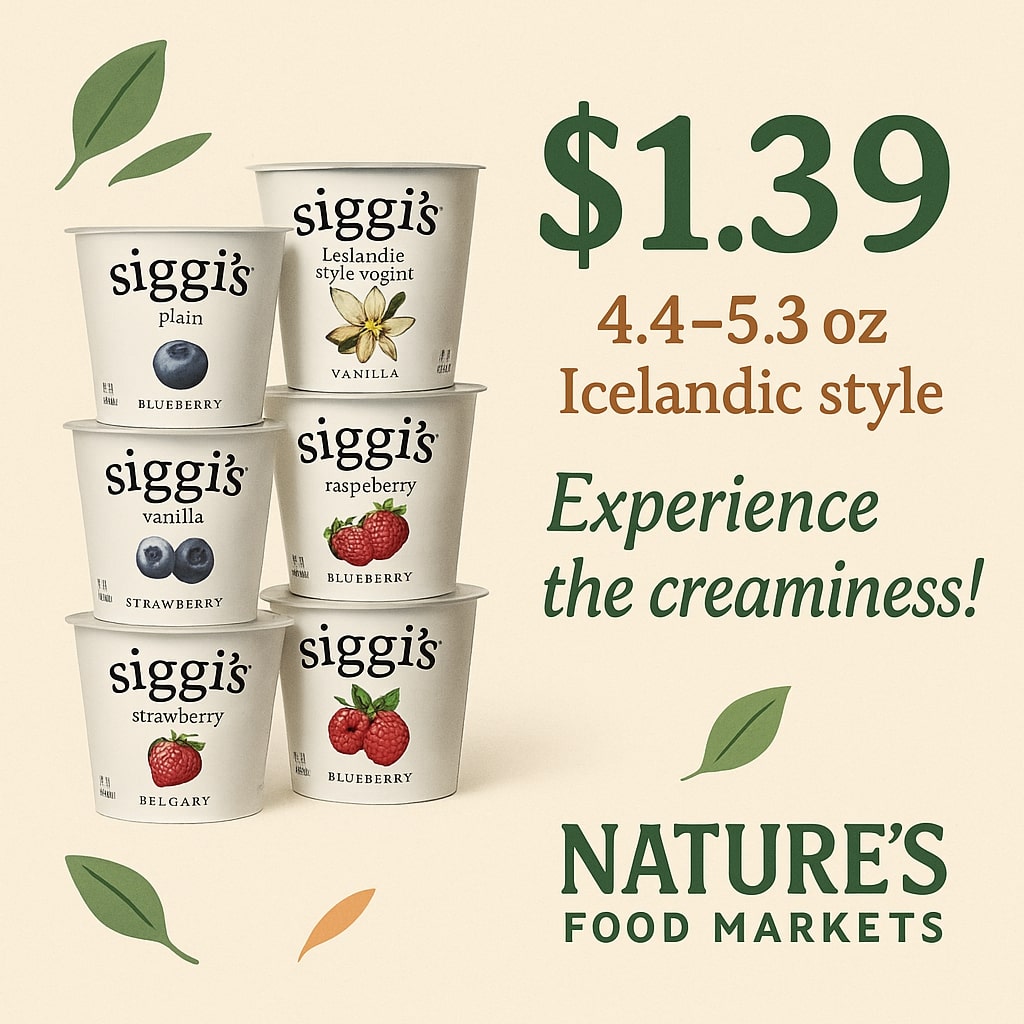 siggi's
plain
BLUEBERRY
siggi's
vanilla
STRAWBERRY
siggi's
strawberry
BELGARY
siggi's
Leslandie
style vogint
VANILLA
siggi's
raspeberry
BLUEBERRY
siggi's
BLUEBERRY
$1.39
4.4–5.3 oz
Icelandic style
Experience
the creaminess!
NATURE'S
FOOD MARKETS